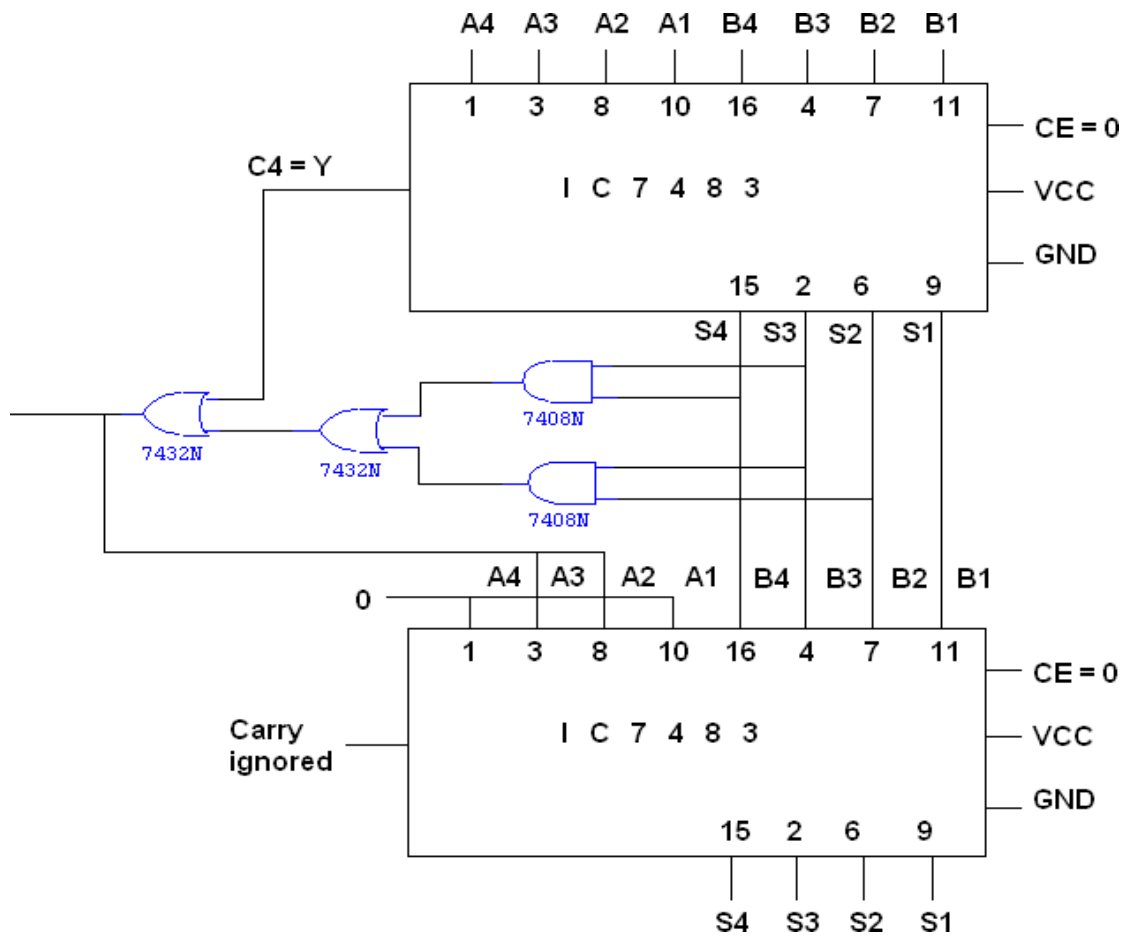 A4 A3 A2 A1 B4 B3 B2 B1
1 3 8 10 16 4 7 11
CE = 0
C4 = Y
I C 7 4 8 3
VCC
GND
15 2 6 9
S4 S3 S2 S1
7408N
7432N
7432N
7408N
A4 A3 A2 A1 B4 B3 B2 B1
0
1 3 8 10 16 4 7 11
CE = 0
Carry
ignored
I C 7 4 8 3
VCC
GND
15 2 6 9
S4 S3 S2 S1